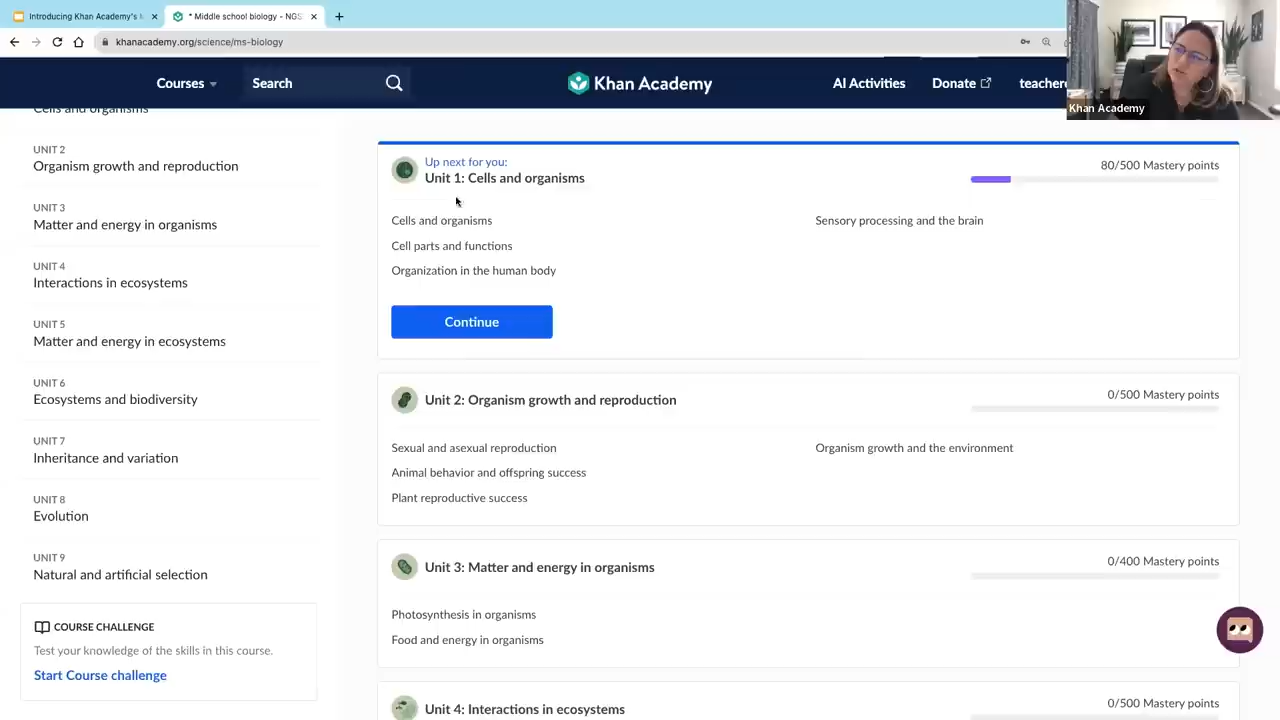 Introducing Khan Academy's
* Middle school biology - NGS
khanacademy.org/science/ms-biology
Courses
Search
Khan Academy
AI Activities
Donate
teacher
Khan Academy
Cells and organisms
UNIT 2
Organism growth and reproduction
UNIT 3
Matter and energy in organisms
UNIT 4
Interactions in ecosystems
UNIT 5
Matter and energy in ecosystems
UNIT 6
Ecosystems and biodiversity
UNIT 7
Inheritance and variation
UNIT 8
Evolution
UNIT 9
Natural and artificial selection
COURSE CHALLENGE
Test your knowledge of the skills in this course.
Start Course challenge
Up next for you:
Unit 1: Cells and organisms
80/500 Mastery points
Cells and organisms
Cell parts and functions
Organization in the human body
Sensory processing and the brain
Continue
Unit 2: Organism growth and reproduction
0/500 Mastery points
Sexual and asexual reproduction
Animal behavior and offspring success
Plant reproductive success
Organism growth and the environment
Unit 3: Matter and energy in organisms
0/400 Mastery points
Photosynthesis in organisms
Food and energy in organisms
Unit 4: Interactions in ecosystems
0/500 Mastery points